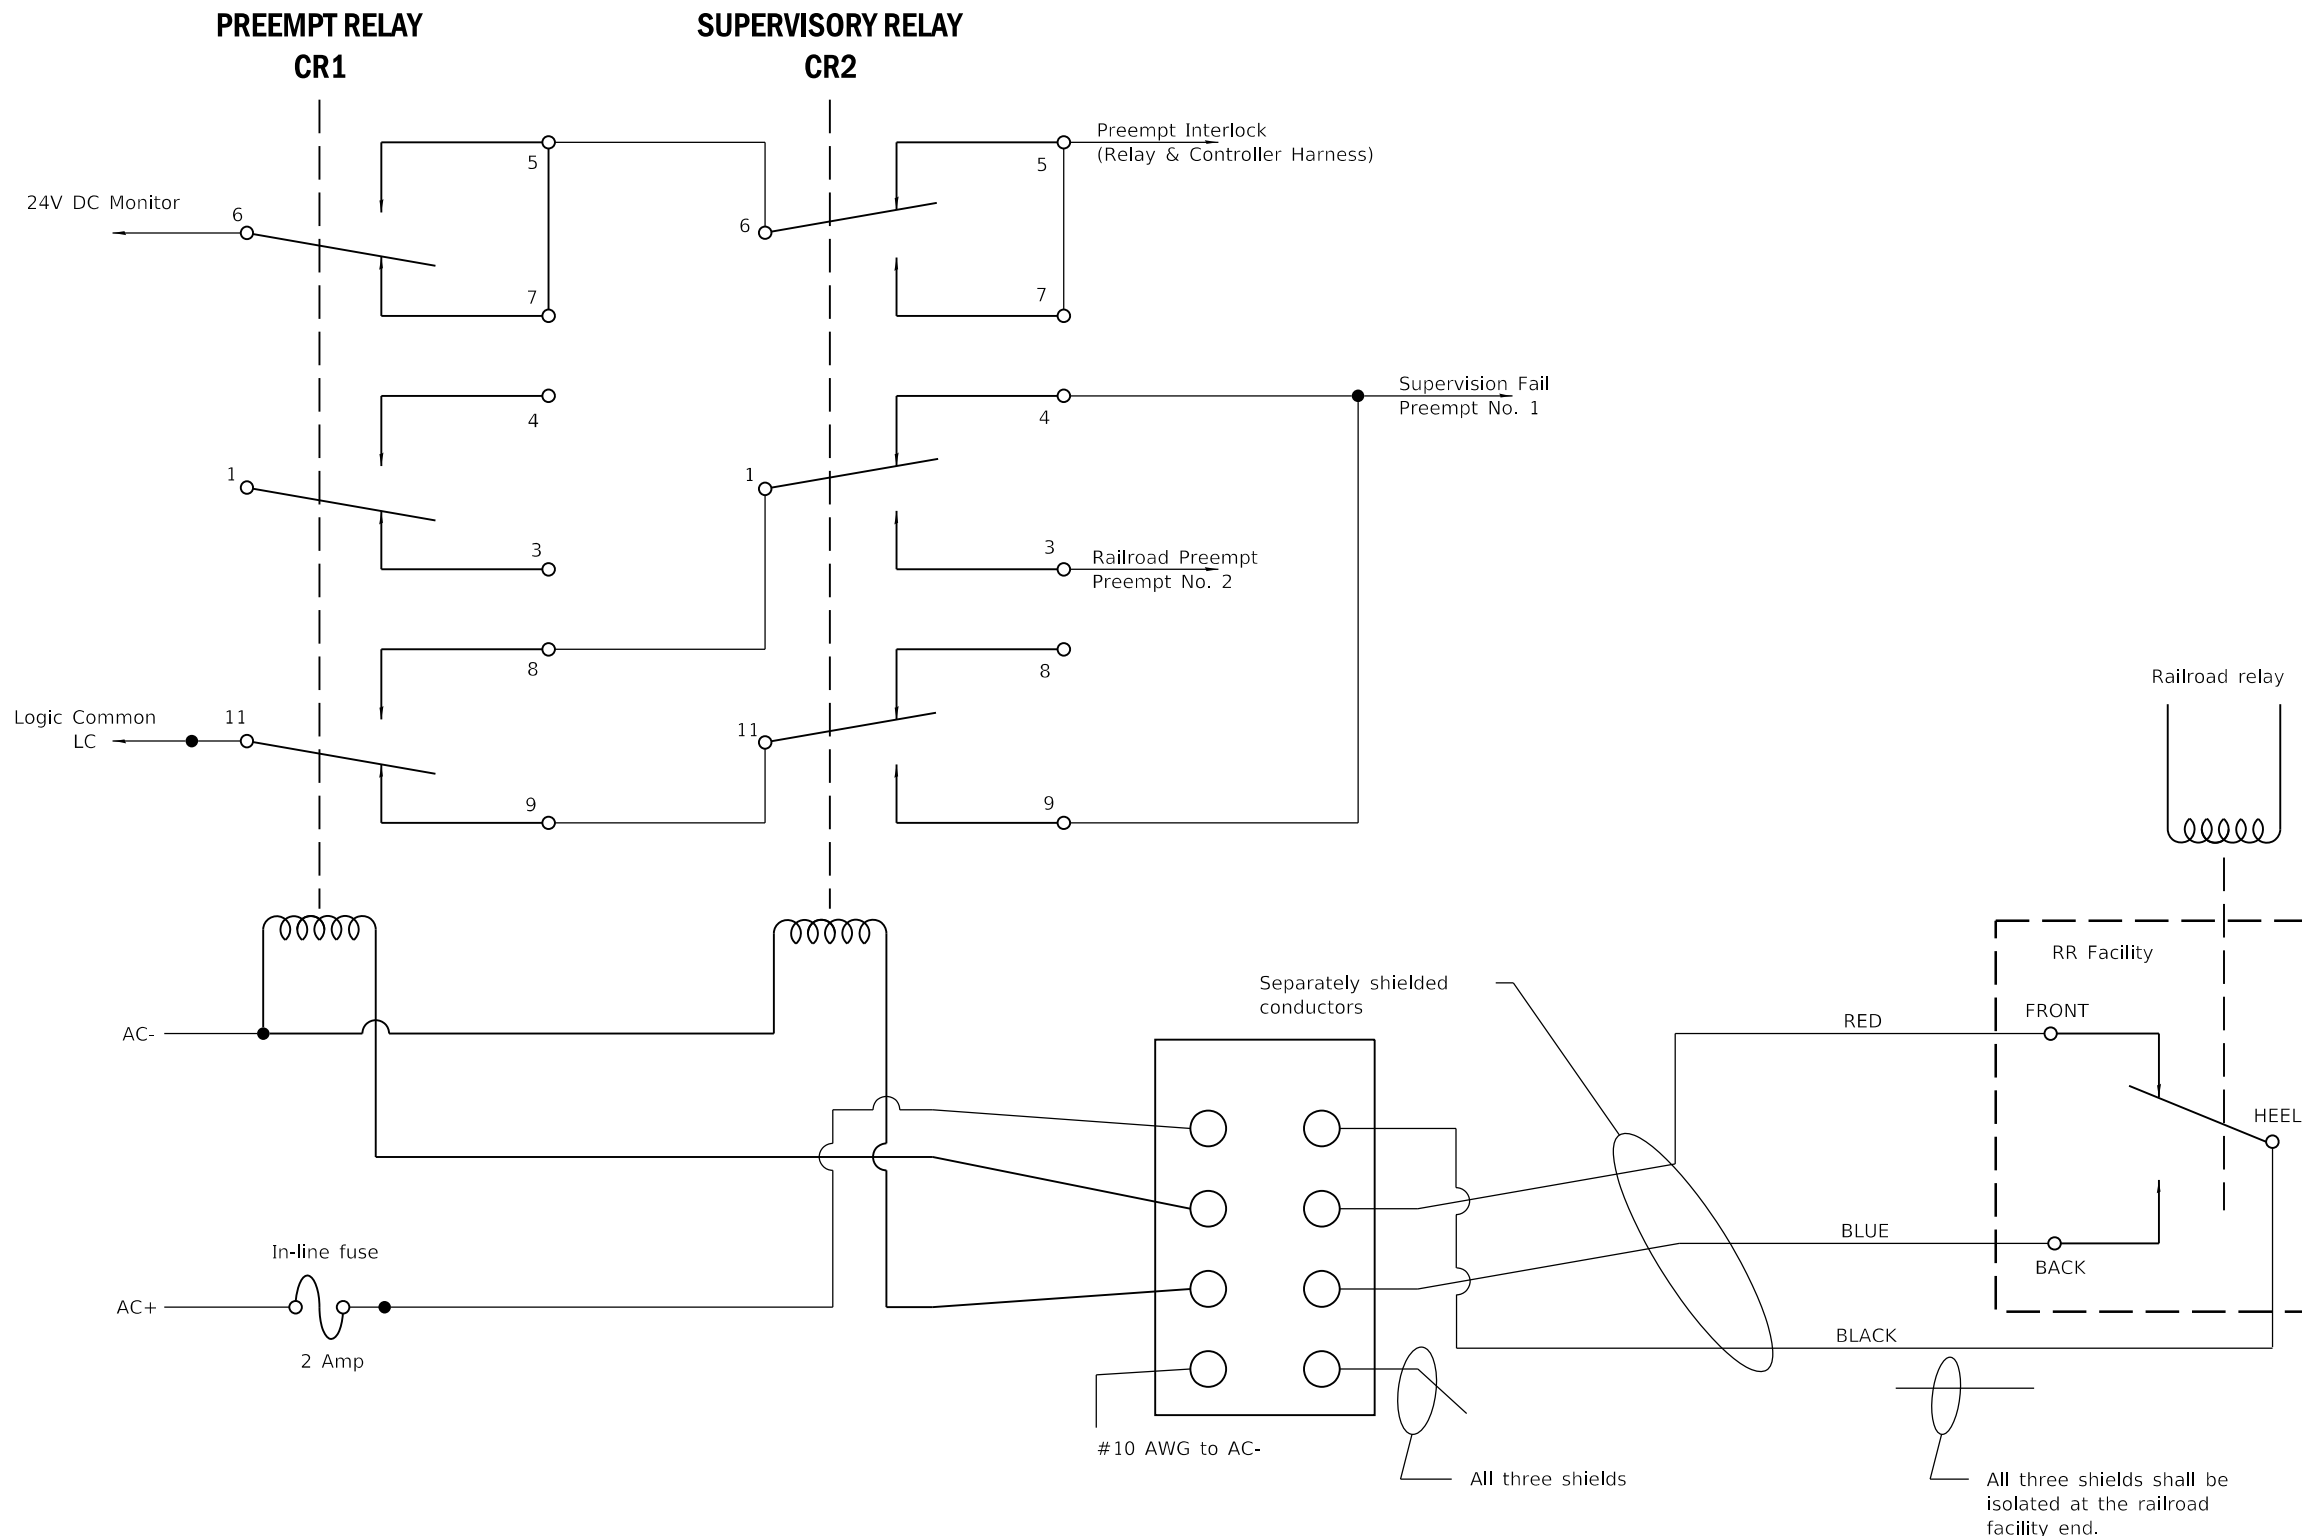 PREEMPT RELAY
CR1
SUPERVISORY RELAY
CR2
5
Preempt Interlock
(Relay & Controller Harness)
5
24V DC Monitor
6
6
7
7
Supervision Fail
Preempt No. 1
4
4
1
1
3
3
Railroad Preempt
Preempt No. 2
8
8
Railroad relay
Logic Common
LC
11
11
9
9
RR Facility
Separately shielded
conductors
FRONT
RED
AC-
HEEL
BLUE
BACK
In-line fuse
AC+
2 Amp
BLACK
#10 AWG to AC-
All three shields
All three shields shall be
isolated at the railroad
facility end.